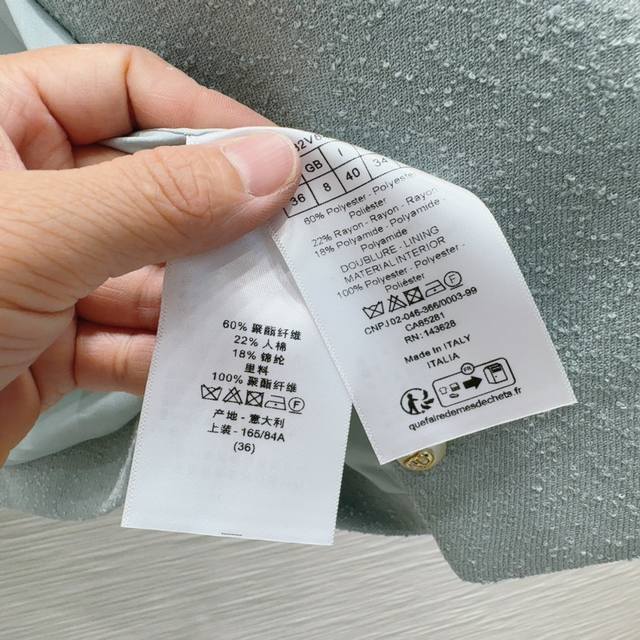 60% 聚酯纤维
22% 人棉
18% 锦纶
里料
100% 聚酯纤维
产地 - 意大利
上装 - 165/84A
(36)
GB I
36 8 40 34
60% Polyester - Polyester
Poliéster
22% Rayon - Rayon - Rayon
18% Polyamide - Polyamide
Polyamide
DOUBLURE - LINING
MATERIAL INTERIOR
100% Polyester - Polyester -
Poliéster
CNPJ 02-046-366/0003-99
CA85281
RN: 143628
Made in ITALY
ITALIA
FR
quefairedemesdechets.fr